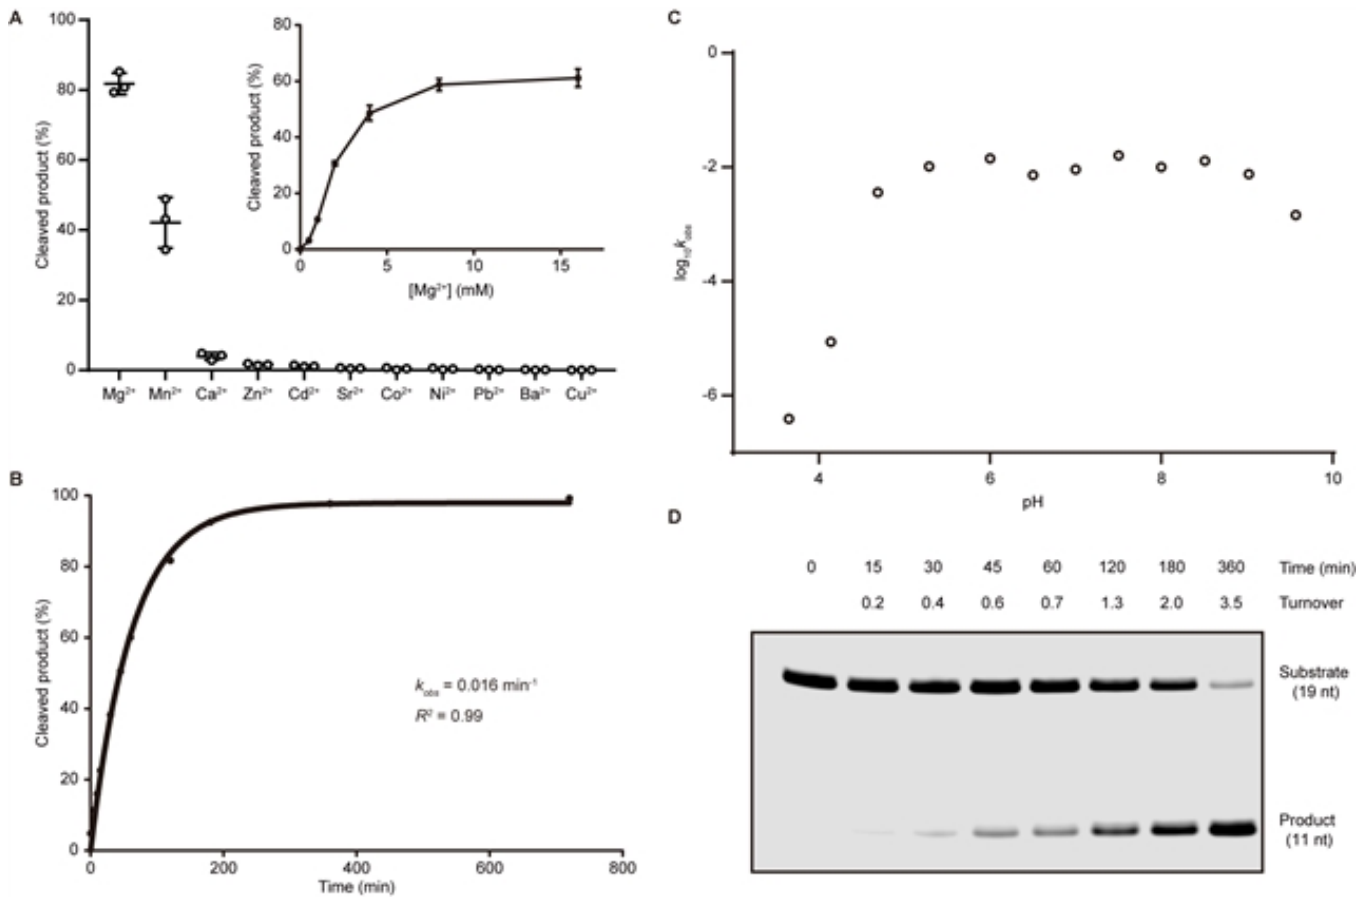 A
100
80
60
40
20
0
Cleaved product (%)
Mg²⁺ Mn²⁺ Ca²⁺ Zn²⁺ Cd²⁺ Sr²⁺ Co²⁺ Ni²⁺ Pb²⁺ Ba²⁺ Cu²⁺
80
60
40
20
0
Cleaved product (%)
0 5 10 15
[Mg²⁺] (mM)
B
100
80
60
40
20
0
Cleaved product (%)
k_obs = 0.016 min⁻¹
R² = 0.99
0 200 400 600 800
Time (min)
C
0
-2
-4
-6
log₁₀k_obs
4 6 8 10
pH
D
0 15 30 45 60 120 180 360 Time (min)
0.2 0.4 0.6 0.7 1.3 2.0 3.5 Turnover
Substrate
(19 nt)
Product
(11 nt)